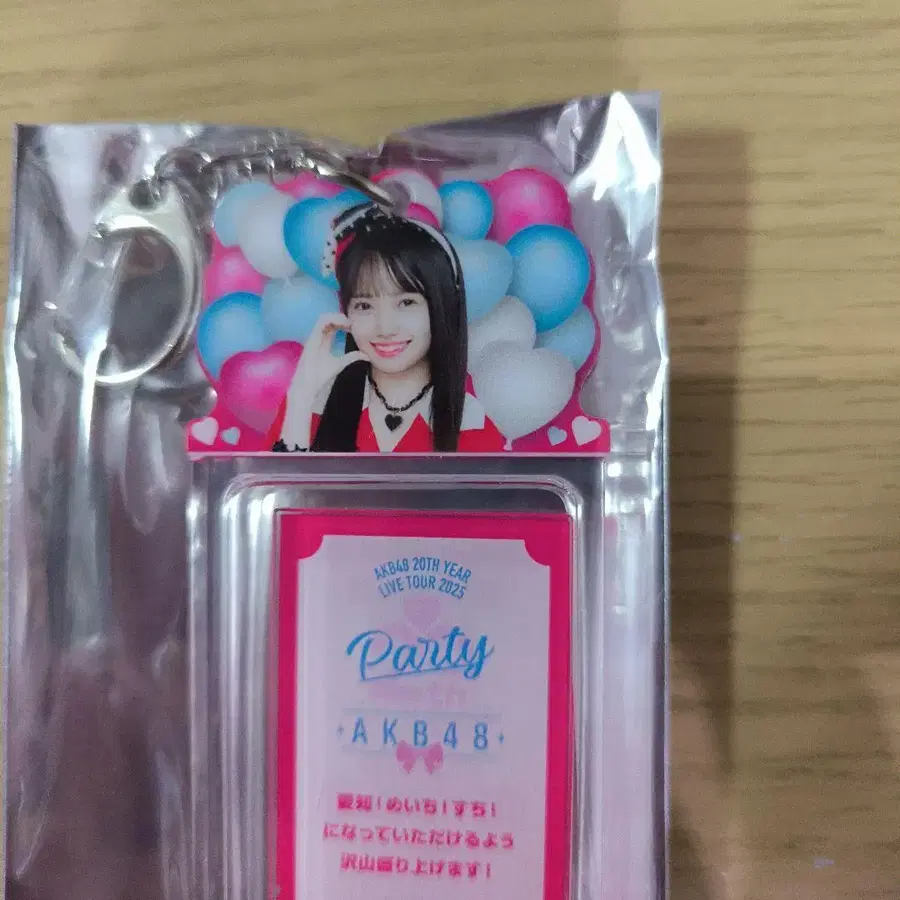 AKB48 20TH YEAR
LIVE TOUR 2025
Party
with
AKB48
愛知！めいち！すち！
になっていただけるよう
沢山盛り上げます！